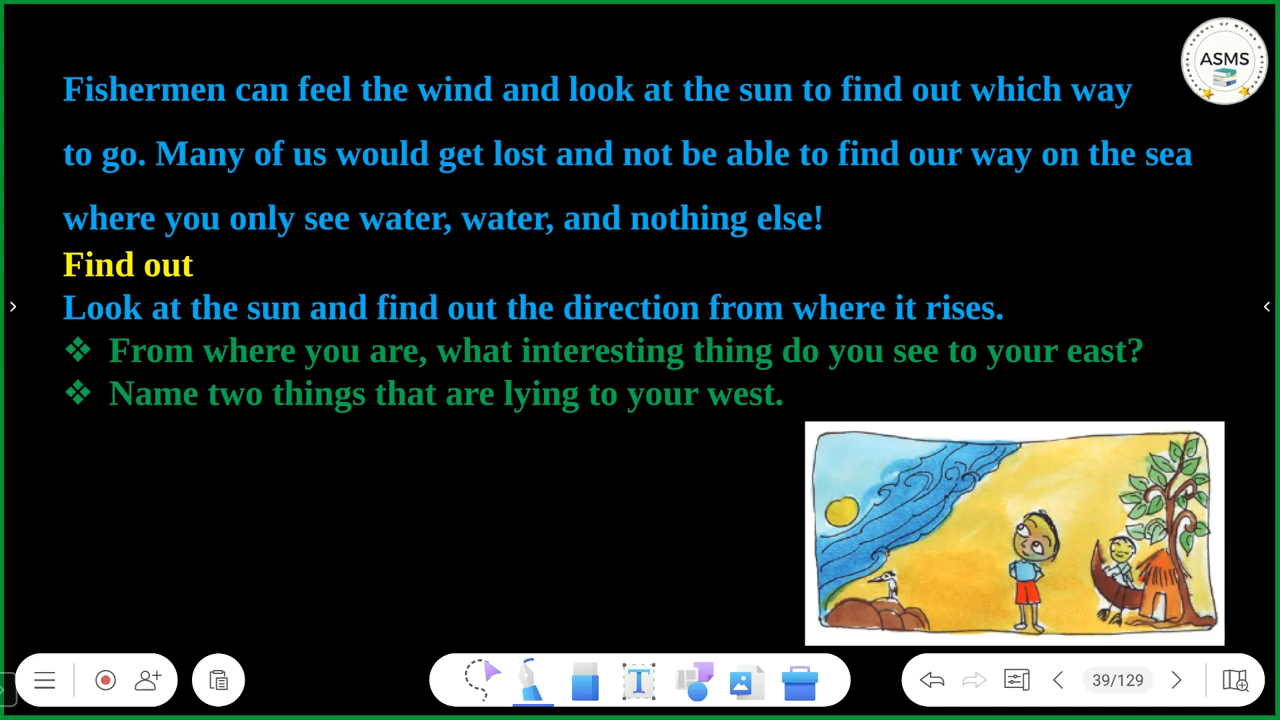 ASMS
Fishermen can feel the wind and look at the sun to find out which way
to go. Many of us would get lost and not be able to find our way on the sea
where you only see water, water, and nothing else!
Find out
Look at the sun and find out the direction from where it rises.
❖ From where you are, what interesting thing do you see to your east?
❖ Name two things that are lying to your west.
39/129